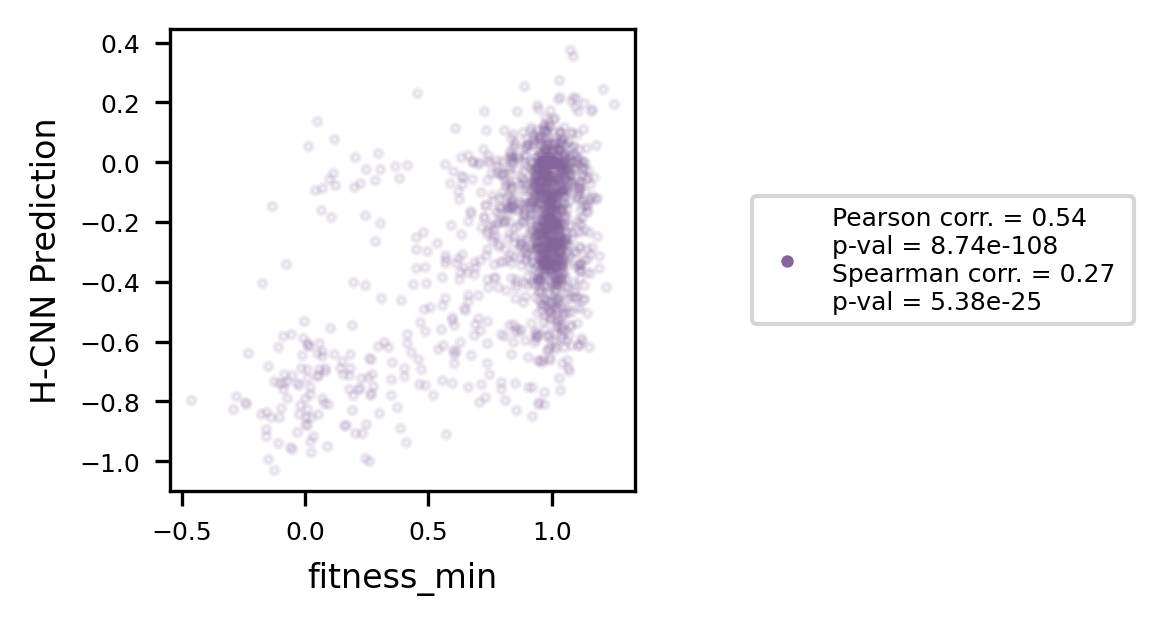 0.4
0.2
0.0
−0.2
−0.4
−0.6
−0.8
−1.0
H-CNN Prediction
−0.5 0.0 0.5 1.0
fitness_min
Pearson corr. = 0.54
p-val = 8.74e-108
Spearman corr. = 0.27
p-val = 5.38e-25